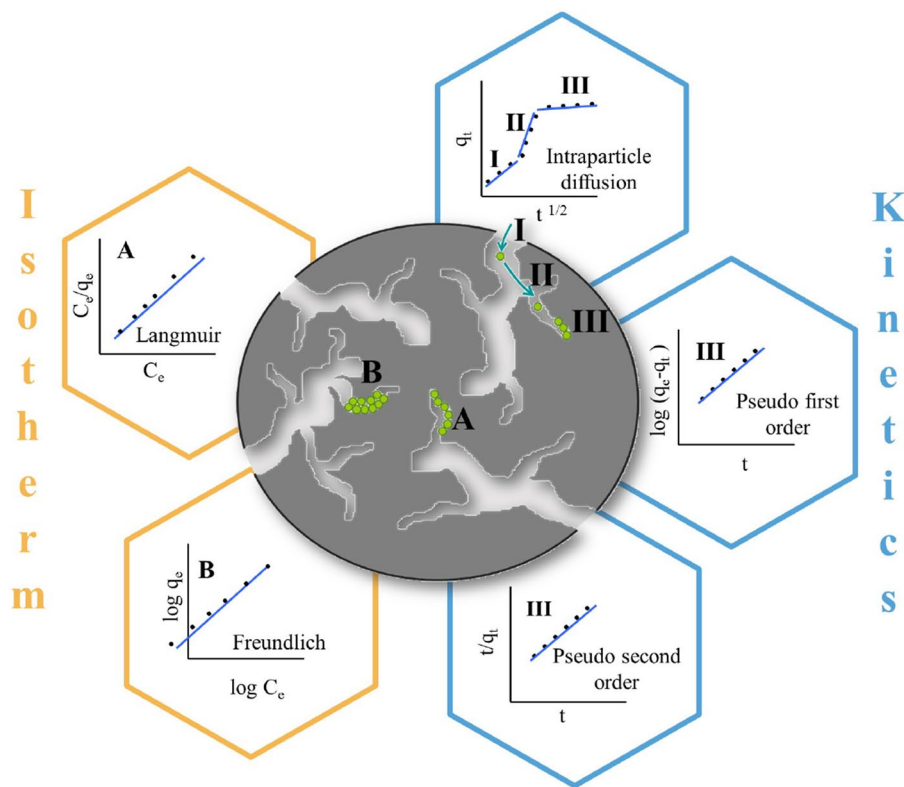 Isotherm
A
Ce/qe
Langmuir
Ce
B
log qe
Freundlich
log Ce
III
II
I
qt
Intraparticle
diffusion
t 1/2
I
II
III
B
A
III
log (qe-qt)
Pseudo first
order
t
III
t/qt
Pseudo second
order
t
Kinetics